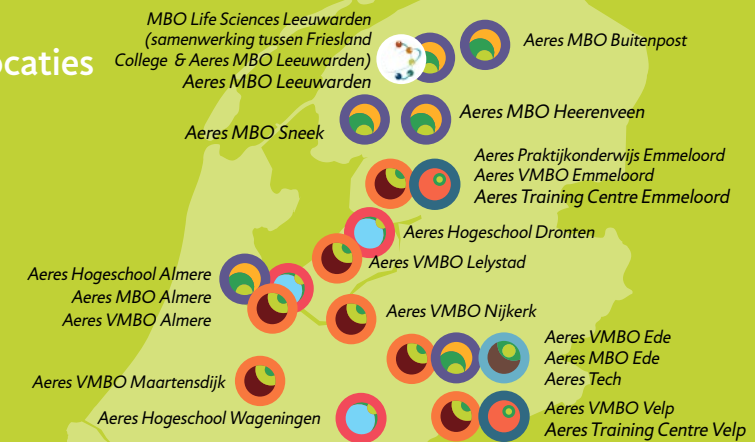 ocaties
MBO Life Sciences Leeuwarden
(samenwerking tussen Friesland
College & Aeres MBO Leeuwarden)
Aeres MBO Leeuwarden
Aeres MBO Buitenpost
Aeres MBO Sneek
Aeres MBO Heerenveen
Aeres Praktijkonderwijs Emmeloord
Aeres VMBO Emmeloord
Aeres Training Centre Emmeloord
Aeres Hogeschool Dronten
Aeres VMBO Lelystad
Aeres Hogeschool Almere
Aeres MBO Almere
Aeres VMBO Almere
Aeres VMBO Nijkerk
Aeres VMBO Ede
Aeres MBO Ede
Aeres Tech
Aeres VMBO Maartensdijk
Aeres Hogeschool Wageningen
Aeres VMBO Velp
Aeres Training Centre Velp